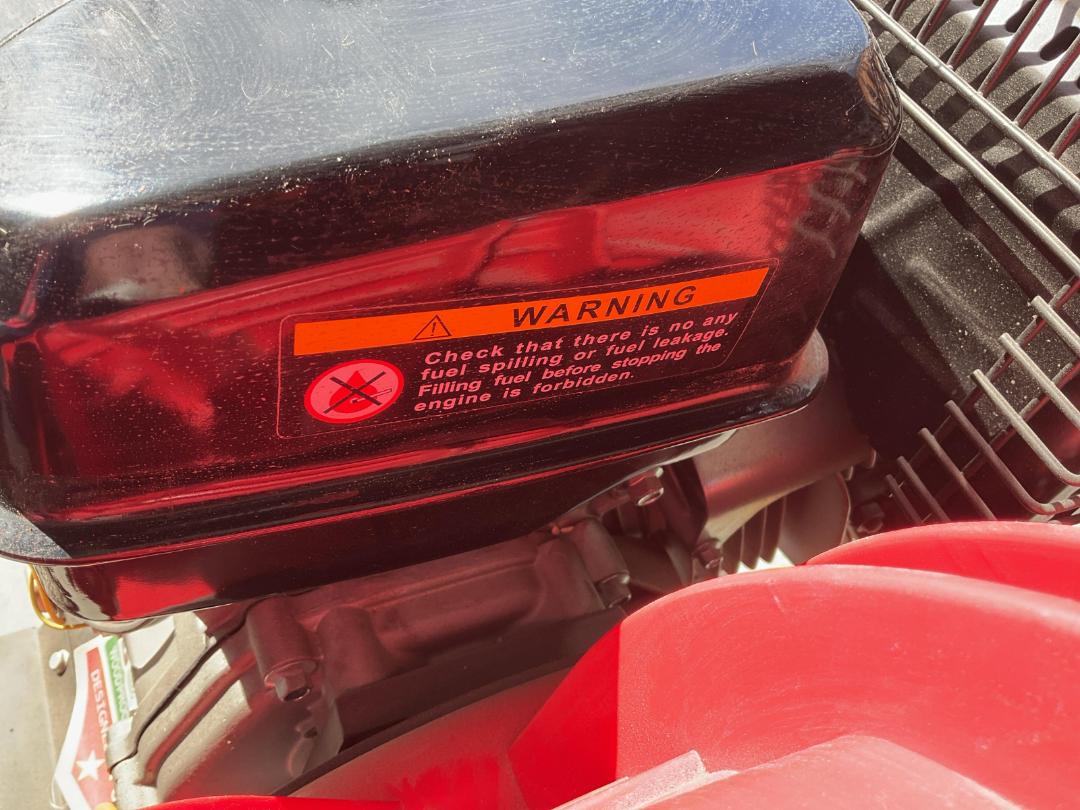 WARNING
Check that there is no any
fuel spilling or fuel leakage.
Filling fuel before stopping the
engine is forbidden.
DESIGN